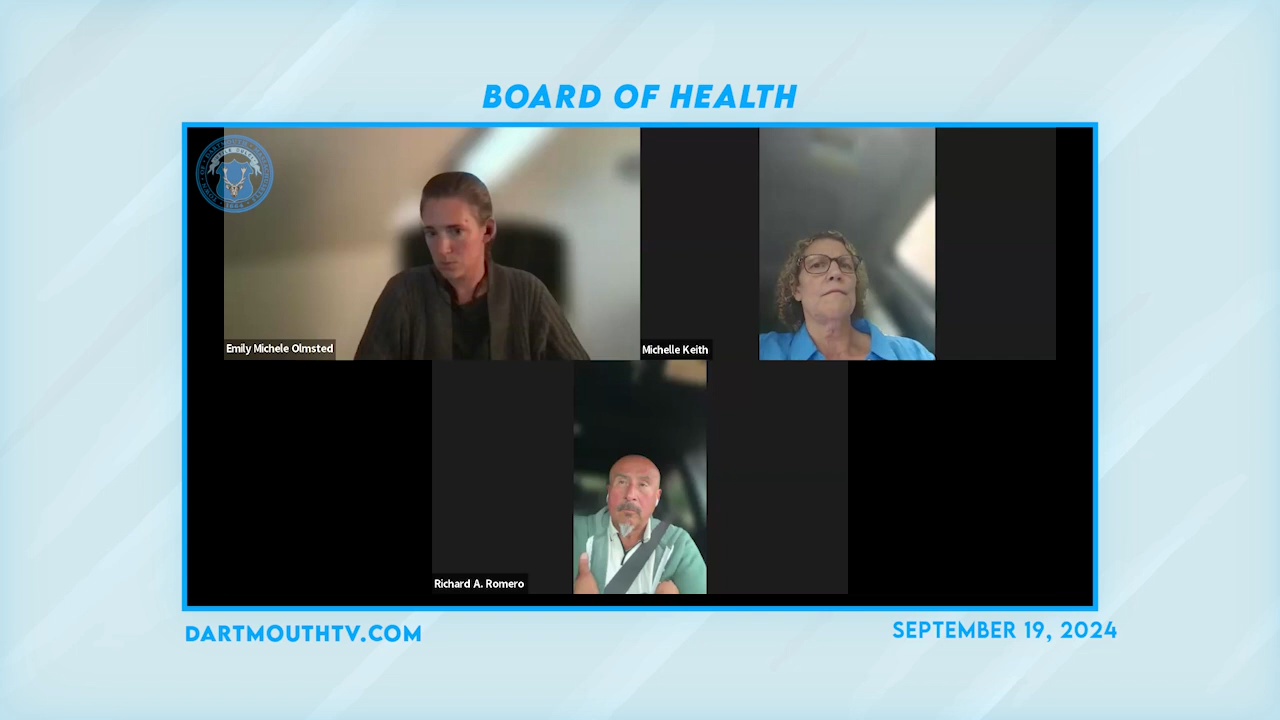 BOARD OF HEALTH
Emily Michele Olmsted
Michelle Keith
Richard A. Romero
DARTMOUTHTV.COM
SEPTEMBER 19, 2024